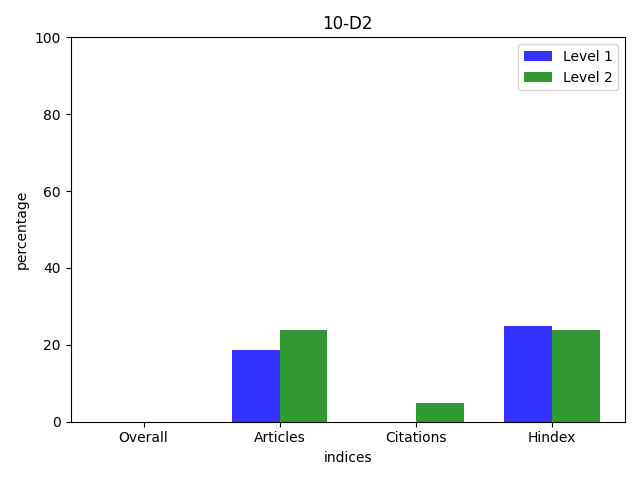 10-D2
100
80
60
40
20
0
percentage
Level 1
Level 2
Overall Articles Citations Hindex
indices